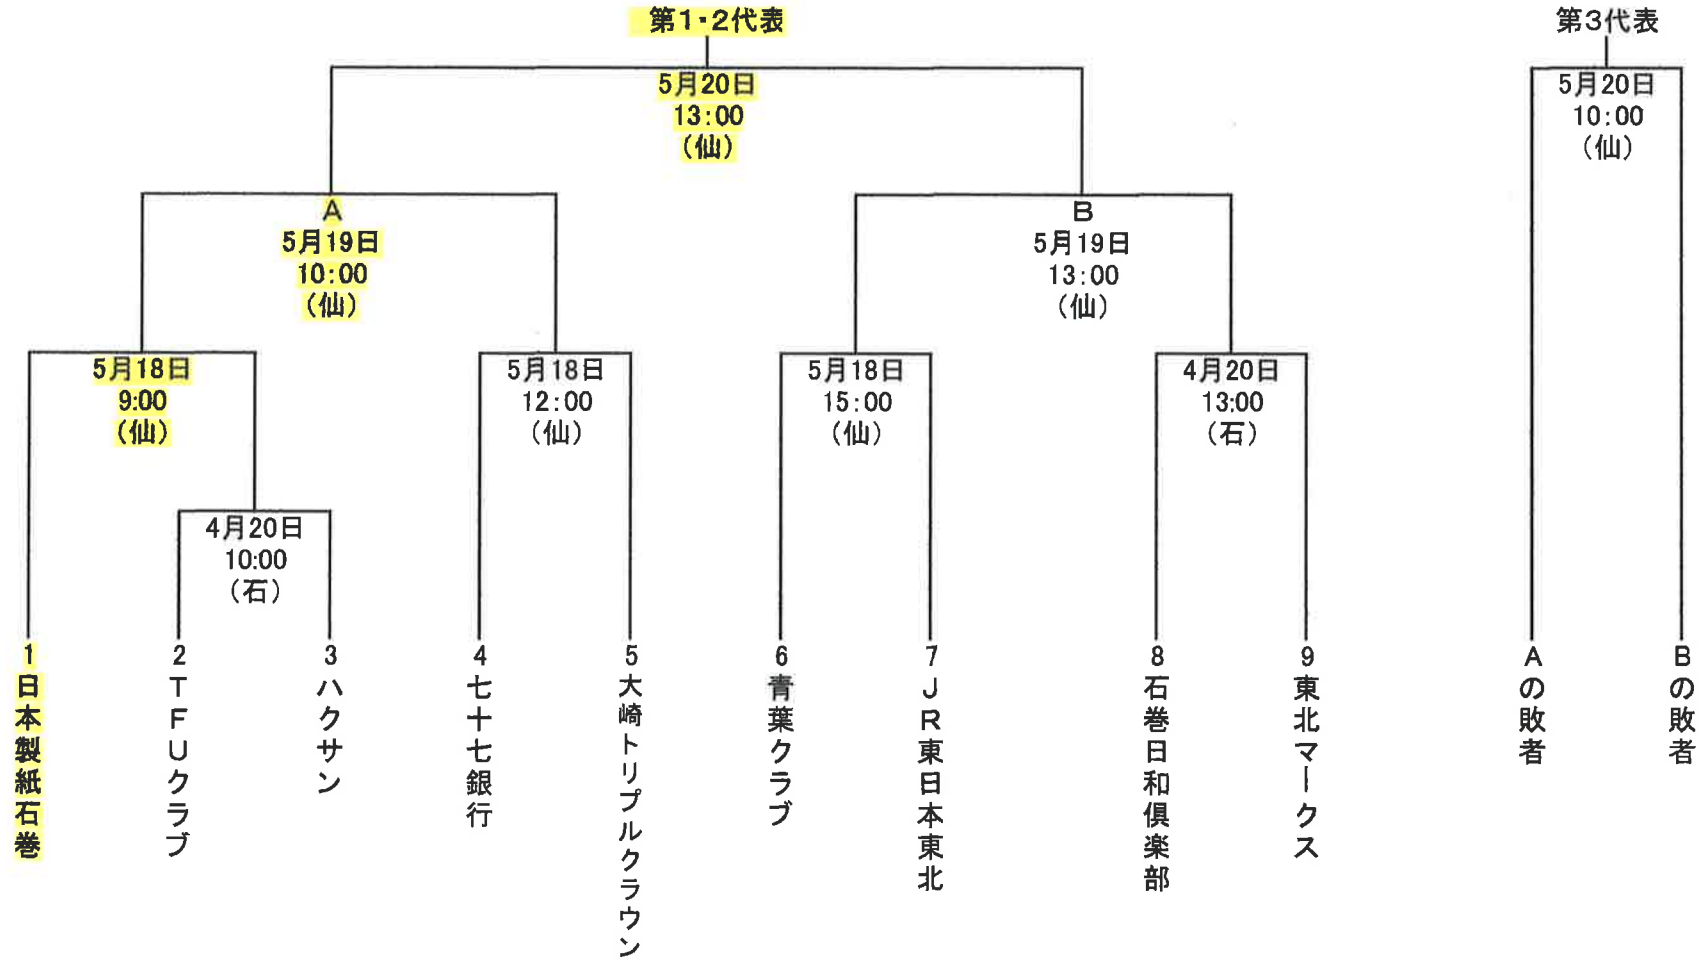 第1・2代表
第3代表
5月20日
13:00
(仙)
5月20日
10:00
(仙)
A
5月19日
10:00
(仙)
B
5月19日
13:00
(仙)
5月18日
9:00
(仙)
5月18日
12:00
(仙)
5月18日
15:00
(仙)
4月20日
13:00
(石)
4月20日
10:00
(石)
1日本製紙石巻
2TFUクラブ
3ハクサン
4七十七銀行
5大崎トリプルクラウン
6青葉クラブ
7JR東日本東北
8石巻日和倶楽部
9東北マークス
Aの敗者
Bの敗者